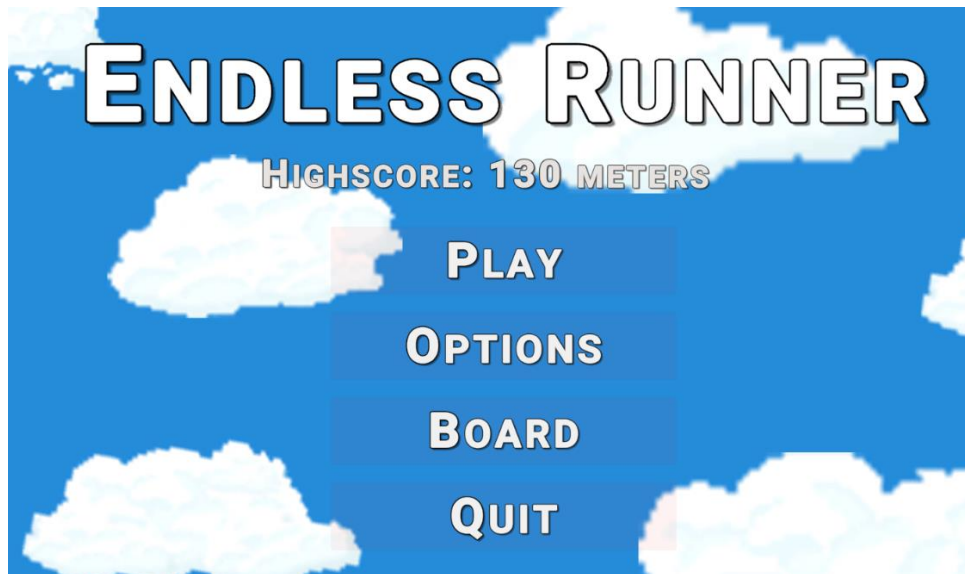 Endless Runner
Highscore: 130 meters
Play
Options
Board
Quit